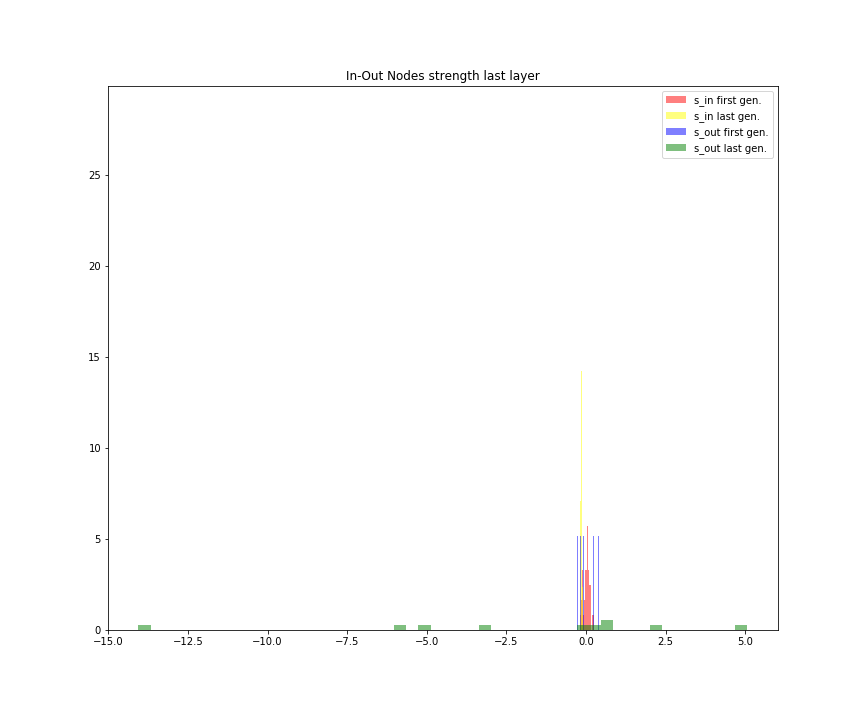 In-Out Nodes strength last layer
s_in first gen.
s_in last gen.
s_out first gen.
s_out last gen.
25
20
15
10
5
0
−15.0 −12.5 −10.0 −7.5 −5.0 −2.5 0.0 2.5 5.0